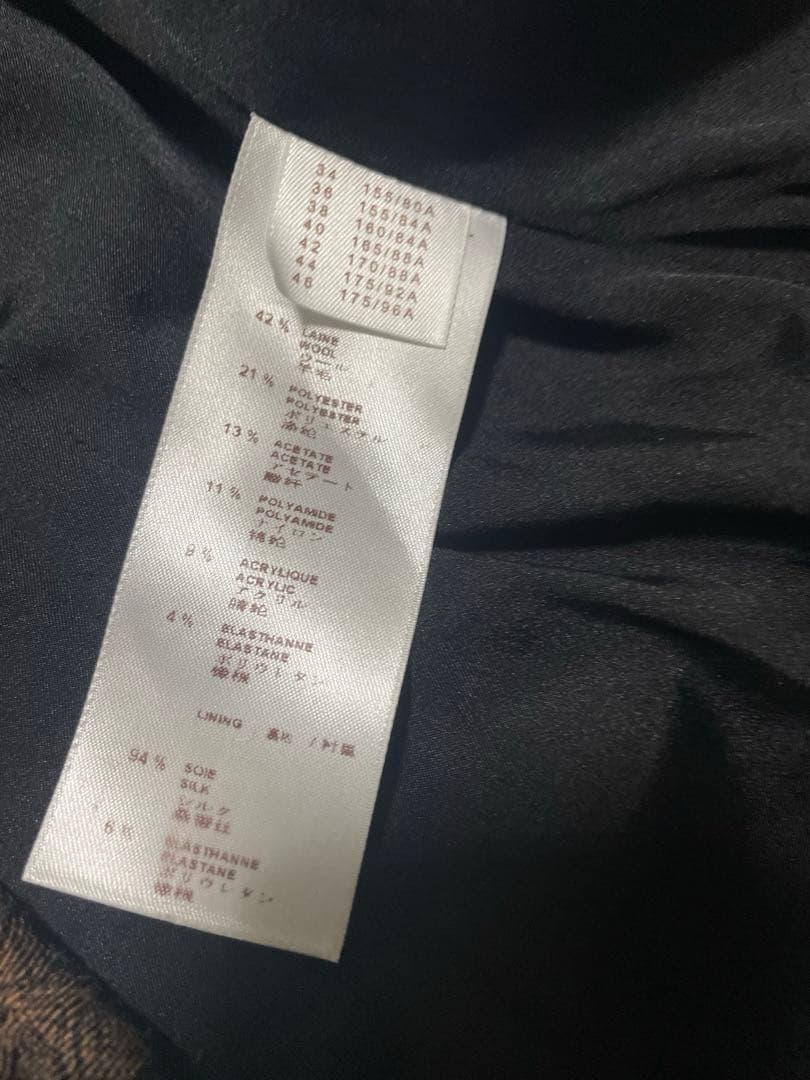 34 155/80A
36 155/84A
38 160/84A
40 165/88A
42 170/88A
44 175/92A
46 175/96A
42 % LAINE
WOOL
ウール
羊毛
21 % POLYESTER
POLYESTER
ポリエステル
涤纶
13 % ACETATE
ACETATE
アセテート
醋纤
11 % POLYAMIDE
POLYAMIDE
ナイロン
锦纶
9 % ACRYLIQUE
ACRYLIC
アクリル
腈纶
4 % ELASTHANNE
ELASTANE
ポリウレタン
LINING : 裏地 /
94 % SOIE
SILK
シルク
桑蚕丝
6 % ELASTHANNE
ELASTANE
ポリウレタン